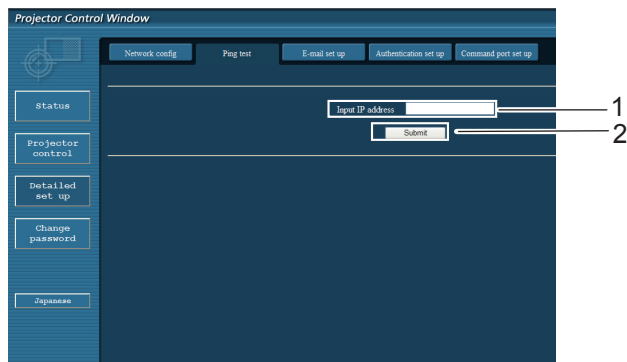 Projector Control Window
Network config Ping test E-mail set up Authentication set up Command port set up
Status
Projector
control
Detailed
set up
Change
password
Japanese
Input IP address
Submit
1
2